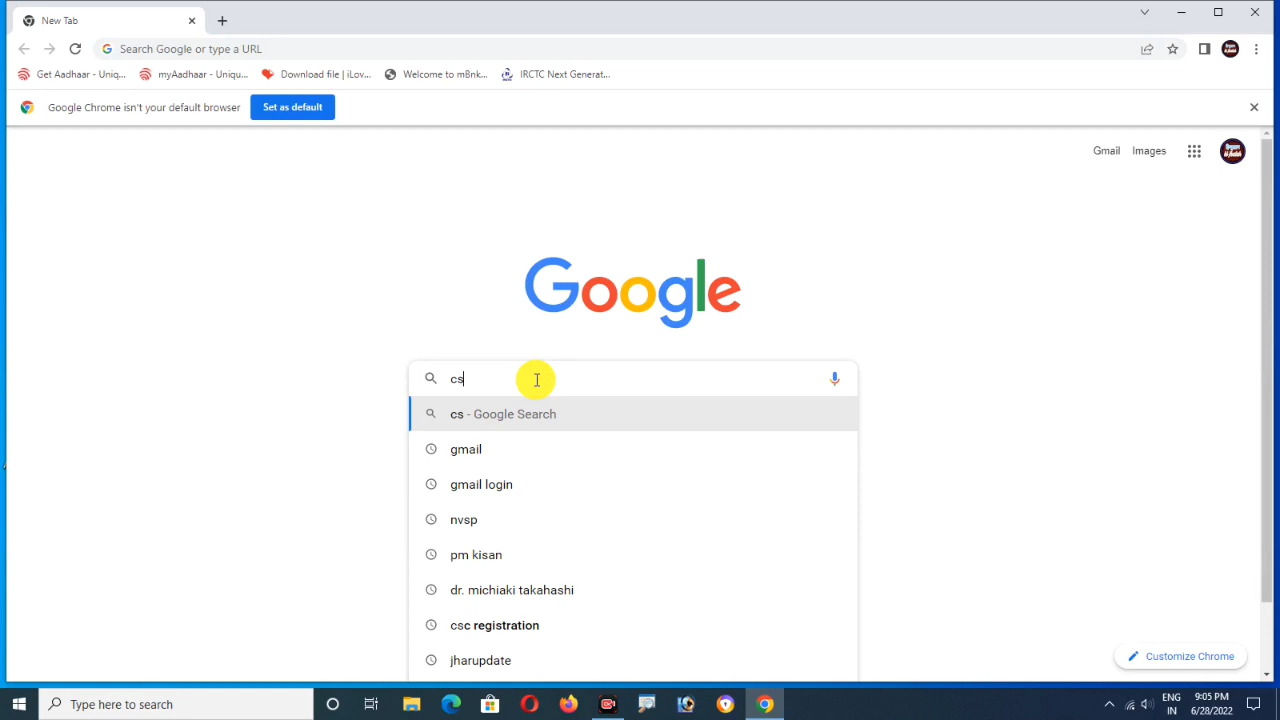 New Tab
Search Google or type a URL
Get Aadhaar - Uniq...
myAadhaar - Uniqu...
Download file | iLov...
Welcome to mBnk...
IRCTC Next Generat...
Google Chrome isn't your default browser
Set as default
Gmail
Images
Google
cs
cs - Google Search
gmail
gmail login
nvsp
pm kisan
dr. michiaki takahashi
csc registration
jharupdate
Customize Chrome
Type here to search
ENG
IN
9:05 PM
6/28/2022